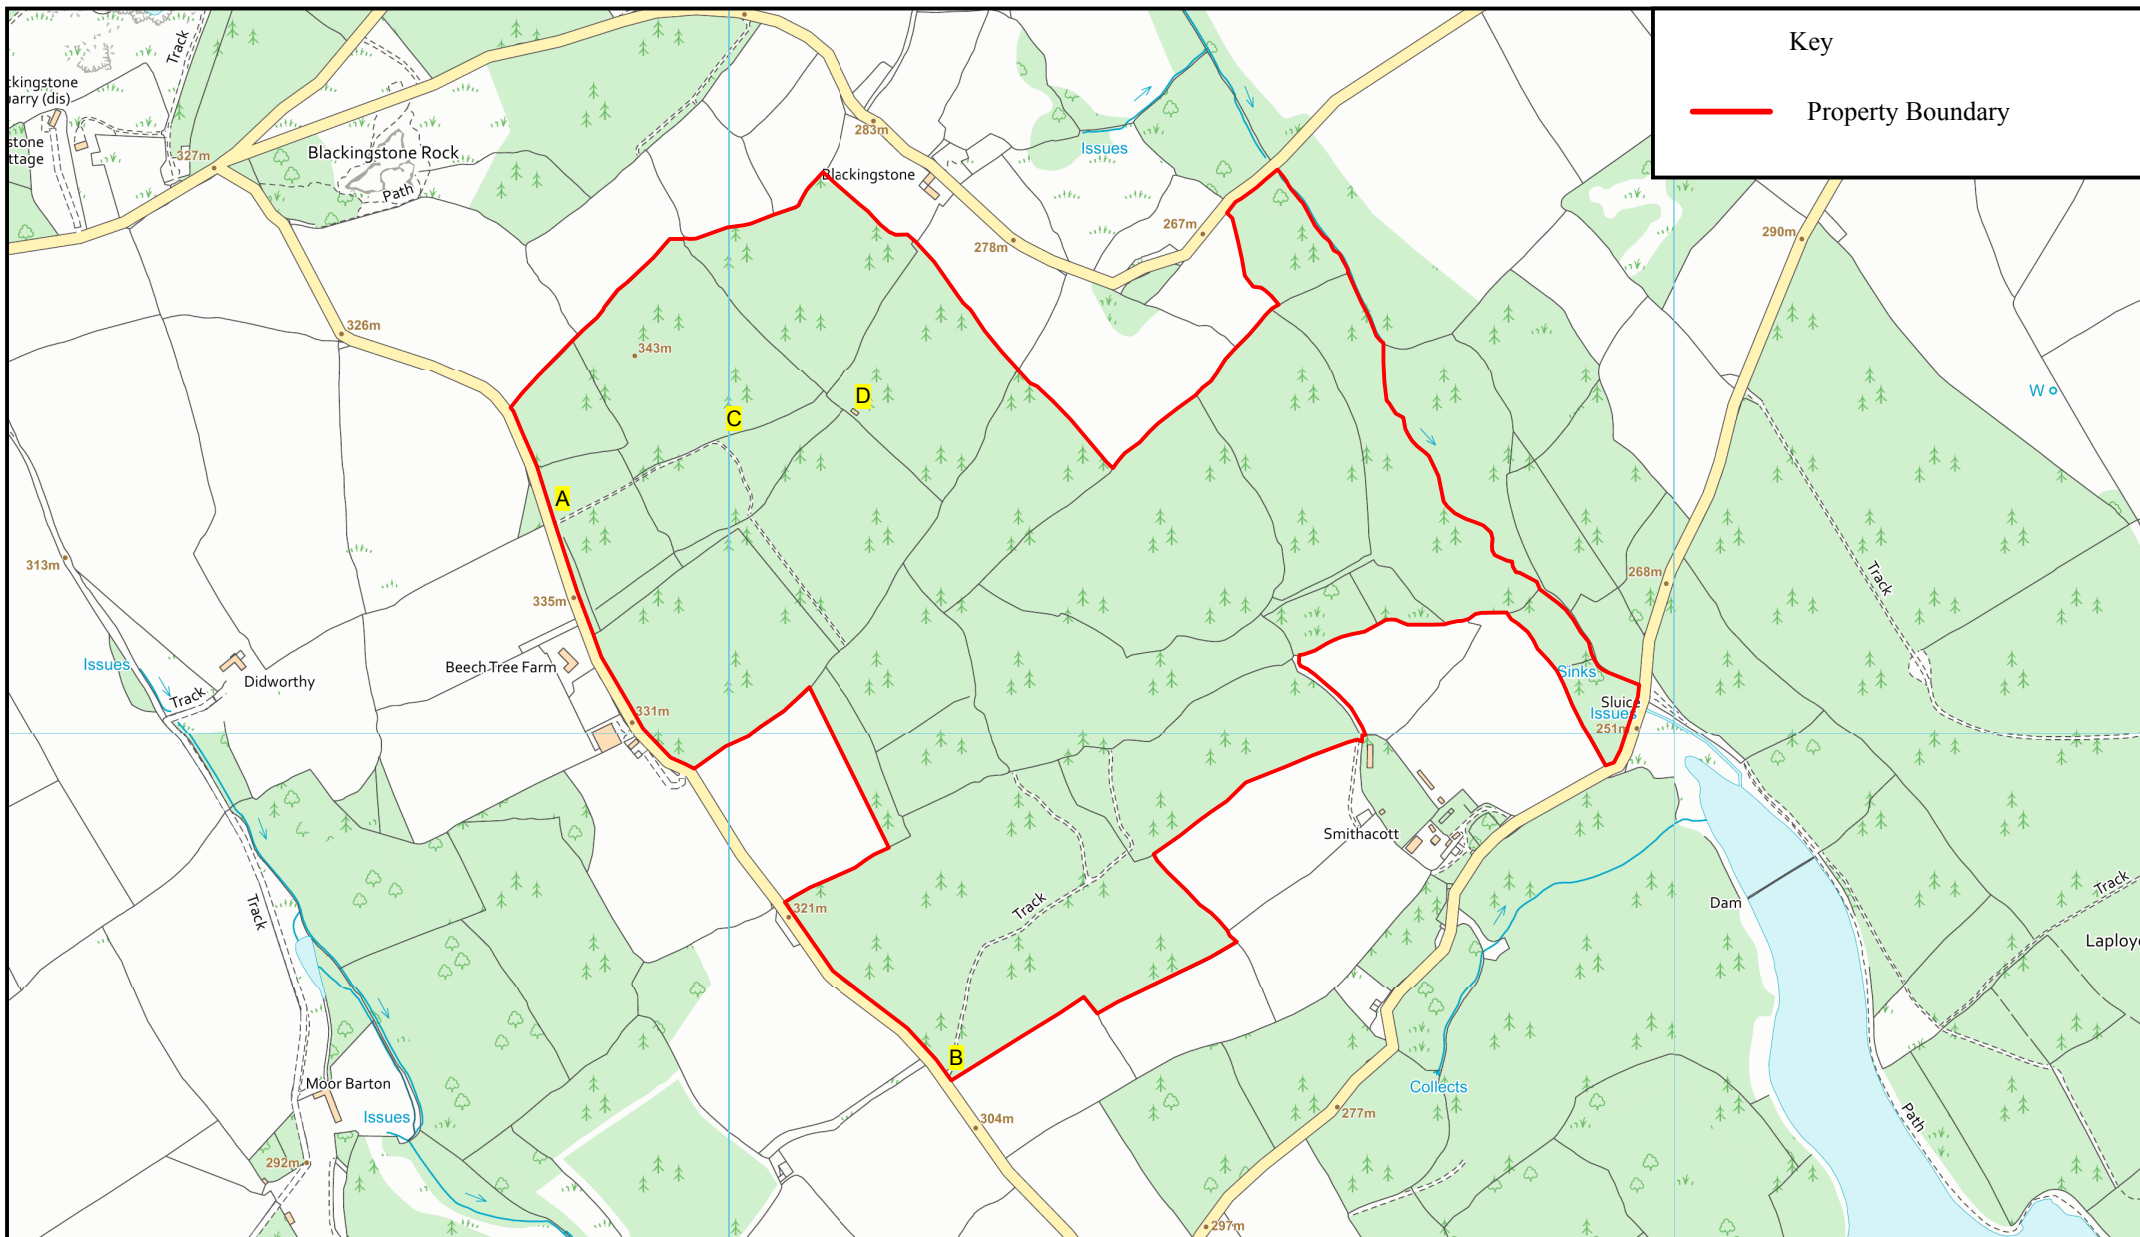 Key
Property Boundary
Track
ckingstone
uarry (dis)
stone
ttage
327m
Blackingstone Rock
Path
283m
Blackingstone
Issues
267m
278m
290m
326m
343m
W
D
C
A
313m
335m
268m
Track
Issues
Didworthy
Track
Beech Tree Farm
331m
Sinks
Sluice
Issues
251m
Smithacott
321m
Track
Track
Dam
Track
Laploy
B
Moor Barton
Issues
304m
Collects
277m
Path
292m
297m